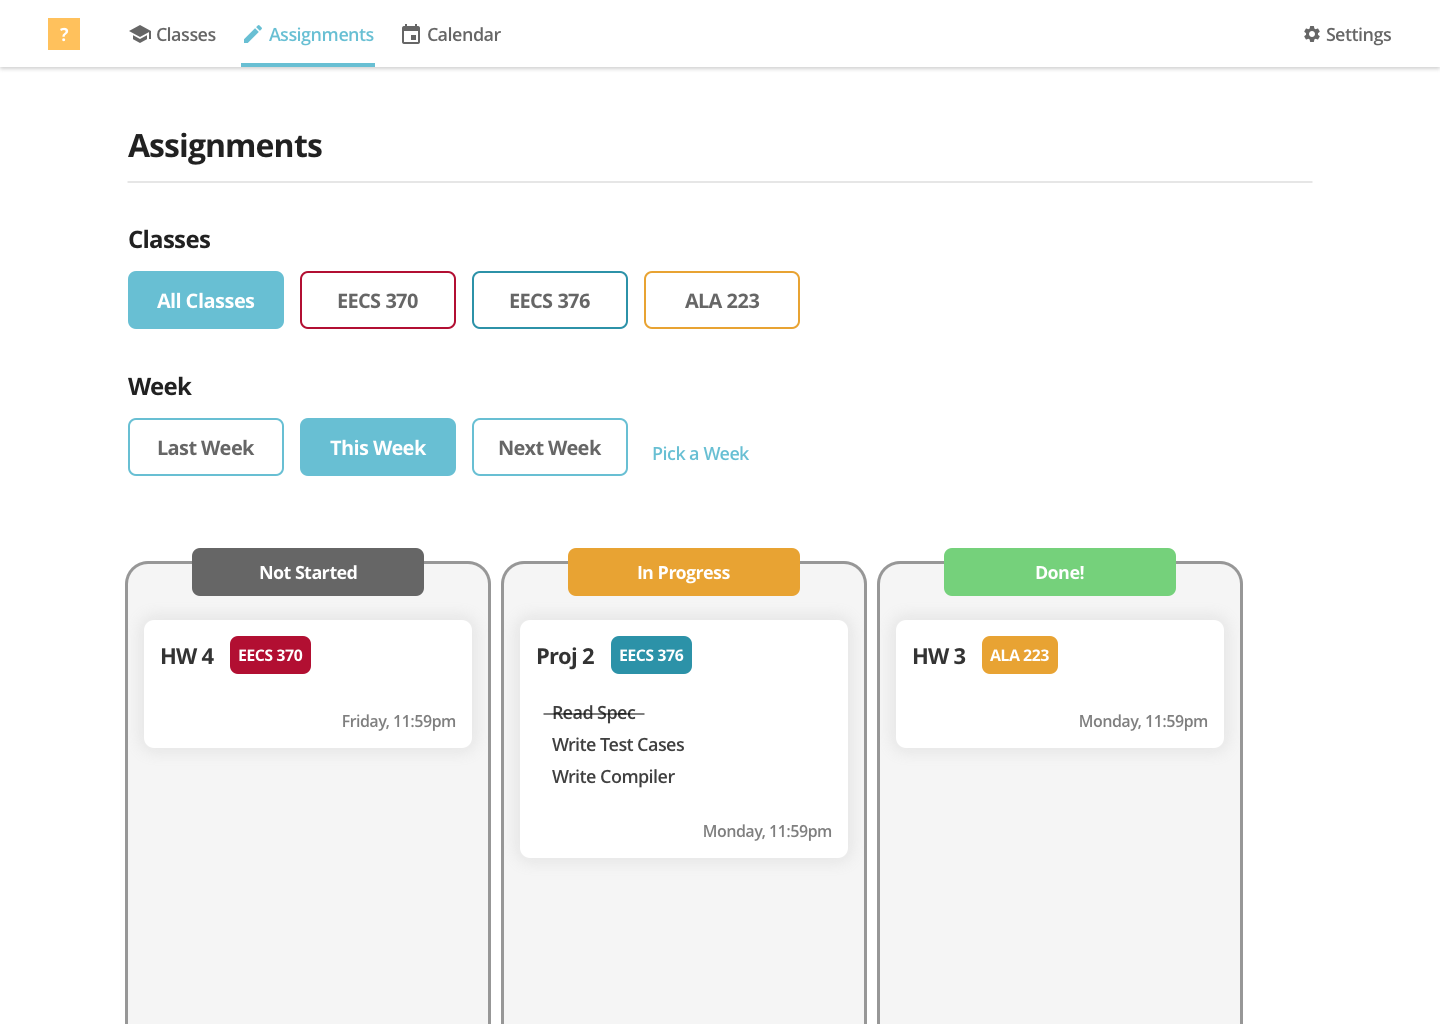 ? Classes Assignments Calendar Settings
Assignments
Classes
All Classes EECS 370 EECS 376 ALA 223
Week
Last Week This Week Next Week Pick a Week
Not Started In Progress Done!
HW 4 EECS 370
Friday, 11:59pm
Proj 2 EECS 376
Read Spec
Write Test Cases
Write Compiler
Monday, 11:59pm
HW 3 ALA 223
Monday, 11:59pm